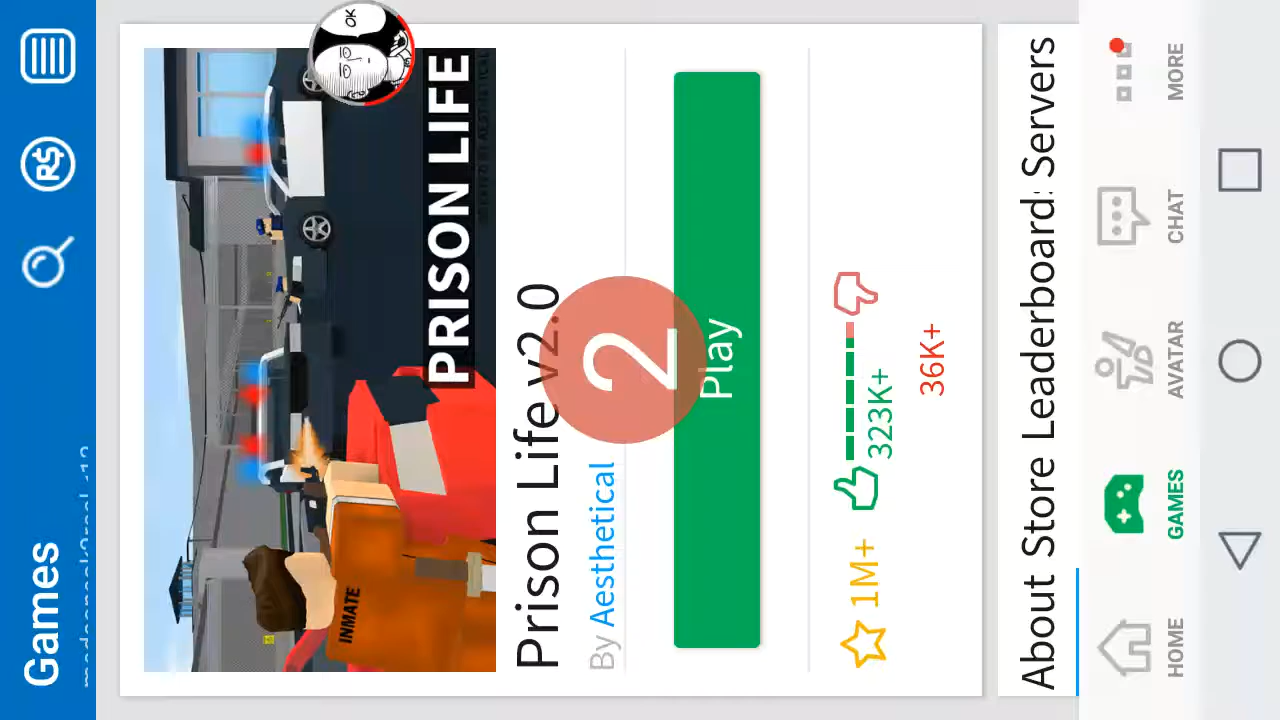 Games
R$
OK
INMATE
PRISON LIFE
Prison Life v2.0
By Aesthetical
2
Play
1M+
323K+
36K+
About Store Leaderboard Servers
HOME
GAMES
AVATAR
CHAT
MORE